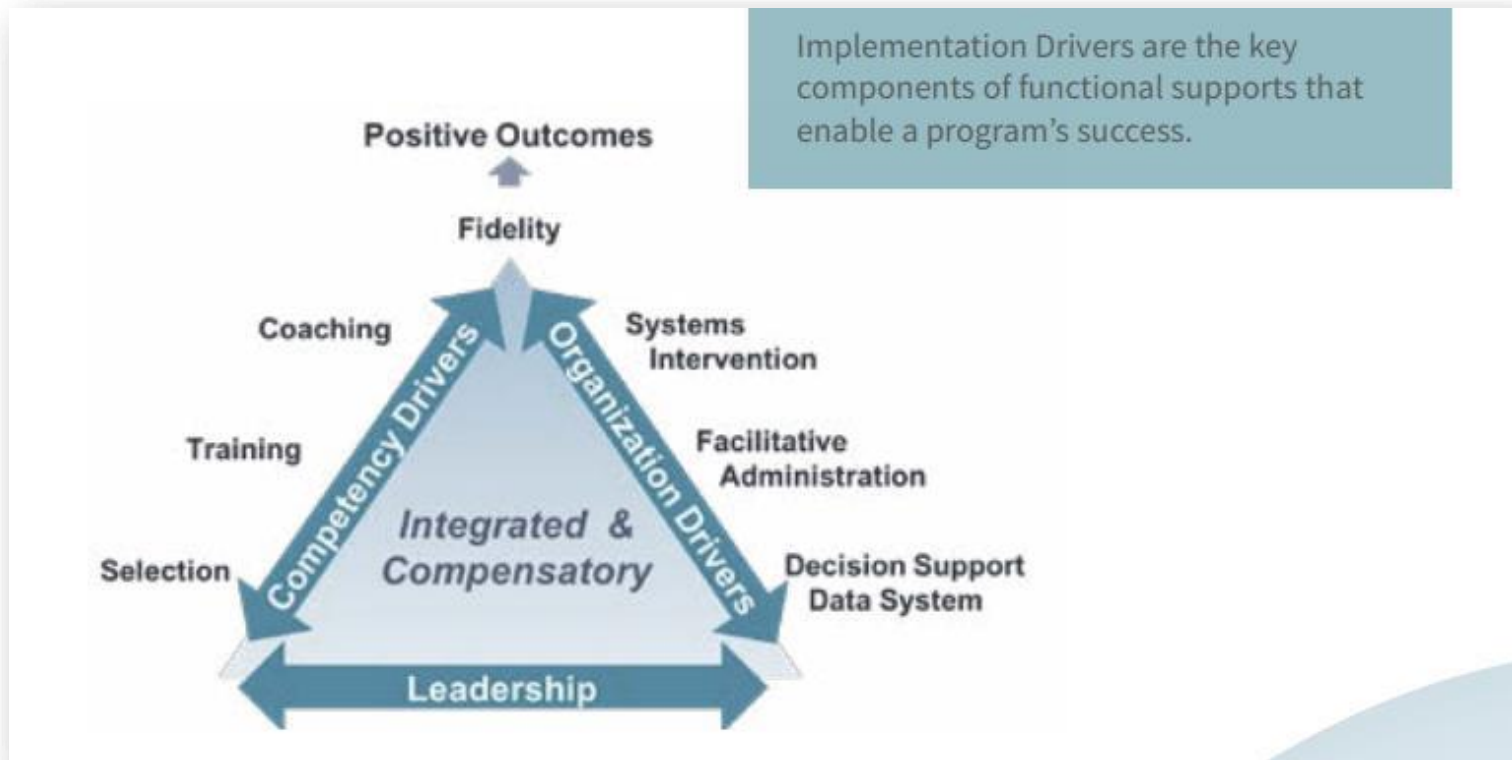 Implementation Drivers are the key
components of functional supports that
enable a program's success.
Positive Outcomes
Fidelity
Coaching
Training
Selection
Competency Drivers
Integrated &
Compensatory
Organization Drivers
Systems
Intervention
Facilitative
Administration
Decision Support
Data System
Leadership